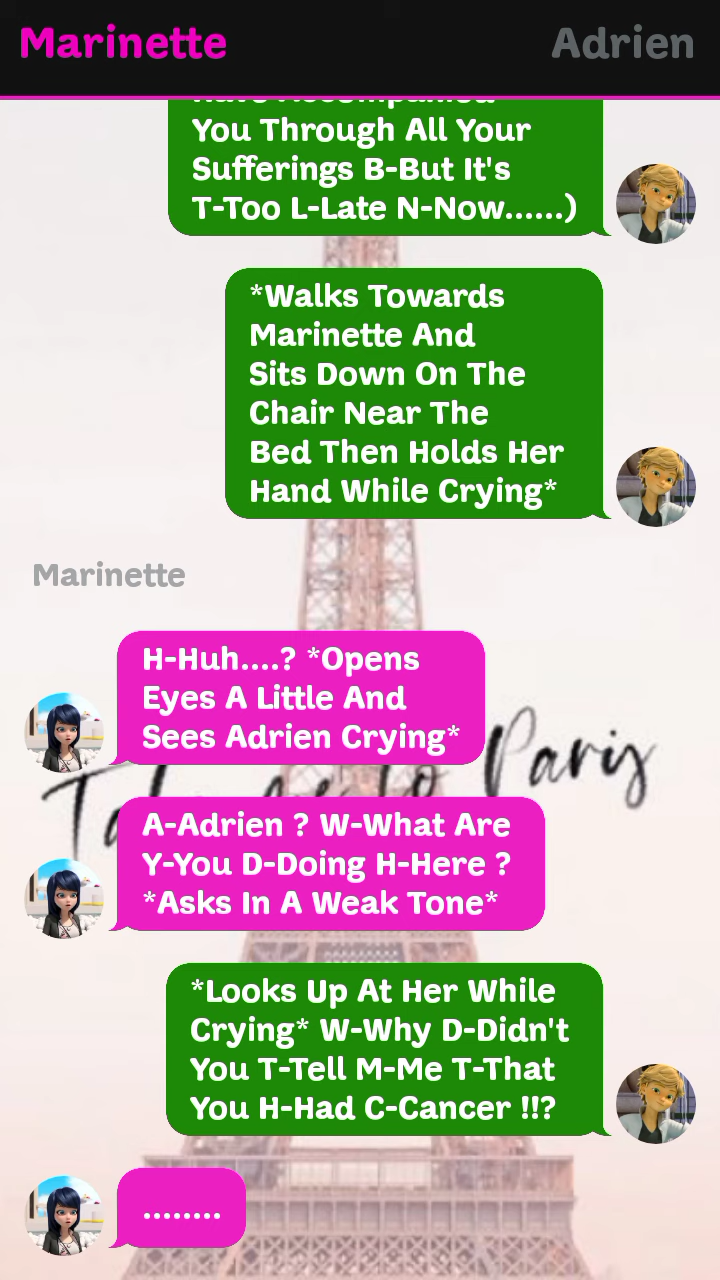 Marinette
Adrien
Have Accompanied
You Through All Your
Sufferings B-But It's
T-Too L-Late N-Now......)
*Walks Towards
Marinette And
Sits Down On The
Chair Near The
Bed Then Holds Her
Hand While Crying*
Marinette
H-Huh....? *Opens
Eyes A Little And
Sees Adrien Crying*
to Paris
A-Adrien ? W-What Are
Y-You D-Doing H-Here ?
*Asks In A Weak Tone*
*Looks Up At Her While
Crying* W-Why D-Didn't
You T-Tell M-Me T-That
You H-Had C-Cancer !!?
........